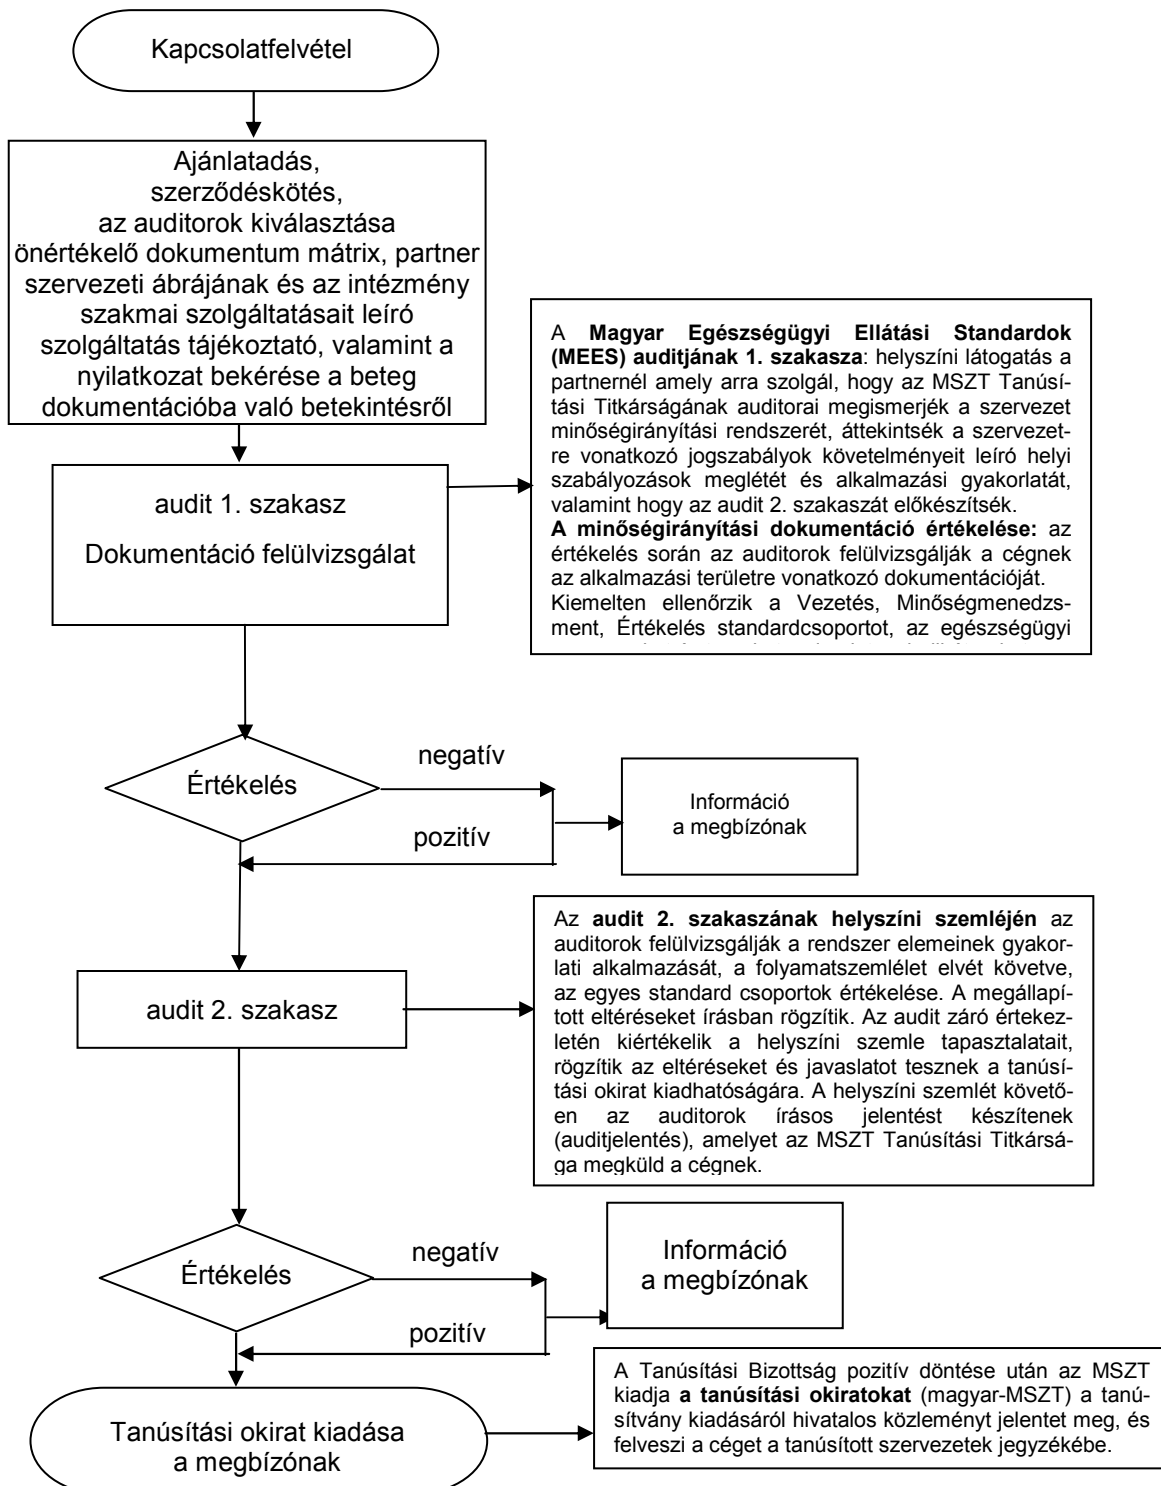 Kapcsolatfelvétel
Ajánlatadás,
szerződéskötés,
az auditorok kiválasztása
önértékelő dokumentum mátrix, partner
szervezeti ábrájának és az intézmény
szakmai szolgáltatásait leíró
szolgáltatás tájékoztató, valamint a
nyilatkozat bekérése a beteg
dokumentációba való betekintésről
A Magyar Egészségügyi Ellátási Standardok
(MEES) auditjának 1. szakasza: helyszíni látogatás a
partnernél amely arra szolgál, hogy az MSZT Tanúsí-
tási Titkárságának auditorai megismerjék a szervezet
minőségirányítási rendszerét, áttekintsék a szervezet-
re vonatkozó jogszabályok követelményeit leíró helyi
szabályozások meglétét és alkalmazási gyakorlatát,
valamint hogy az audit 2. szakaszát előkészítsék.
A minőségirányítási dokumentáció értékelése: az
értékelés során az auditorok felülvizsgálják a cégnek
az alkalmazási területre vonatkozó dokumentációját.
Kiemelten ellenőrzik a Vezetés, Minőségmenedzs-
ment, Értékelés standardcsoportot, az egészségügyi
audit 1. szakasz
Dokumentáció felülvizsgálat
Értékelés
negatív
pozitív
Információ
a megbízónak
Az audit 2. szakaszának helyszíni szemléjén az
auditorok felülvizsgálják a rendszer elemeinek gyakor-
lati alkalmazását, a folyamatszemlélet elvét követve,
az egyes standard csoportok értékelése. A megállapí-
tott eltéréseket írásban rögzítik. Az audit záró értekez-
letén kiértékelik a helyszíni szemle tapasztalatait,
rögzítik az eltéréseket és javaslatot tesznek a tanúsí-
tási okirat kiadhatóságára. A helyszíni szemlét követő-
en az auditorok írásos jelentést készítenek
(auditjelentés), amelyet az MSZT Tanúsítási Titkársá-
ga megküld a cégnek.
audit 2. szakasz
Értékelés
negatív
pozitív
Információ
a megbízónak
A Tanúsítási Bizottság pozitív döntése után az MSZT
kiadja a tanúsítási okiratokat (magyar-MSZT) a tanú-
sítvány kiadásáról hivatalos közleményt jelentet meg, és
felveszi a céget a tanúsított szervezetek jegyzékébe.
Tanúsítási okirat kiadása
a megbízónak